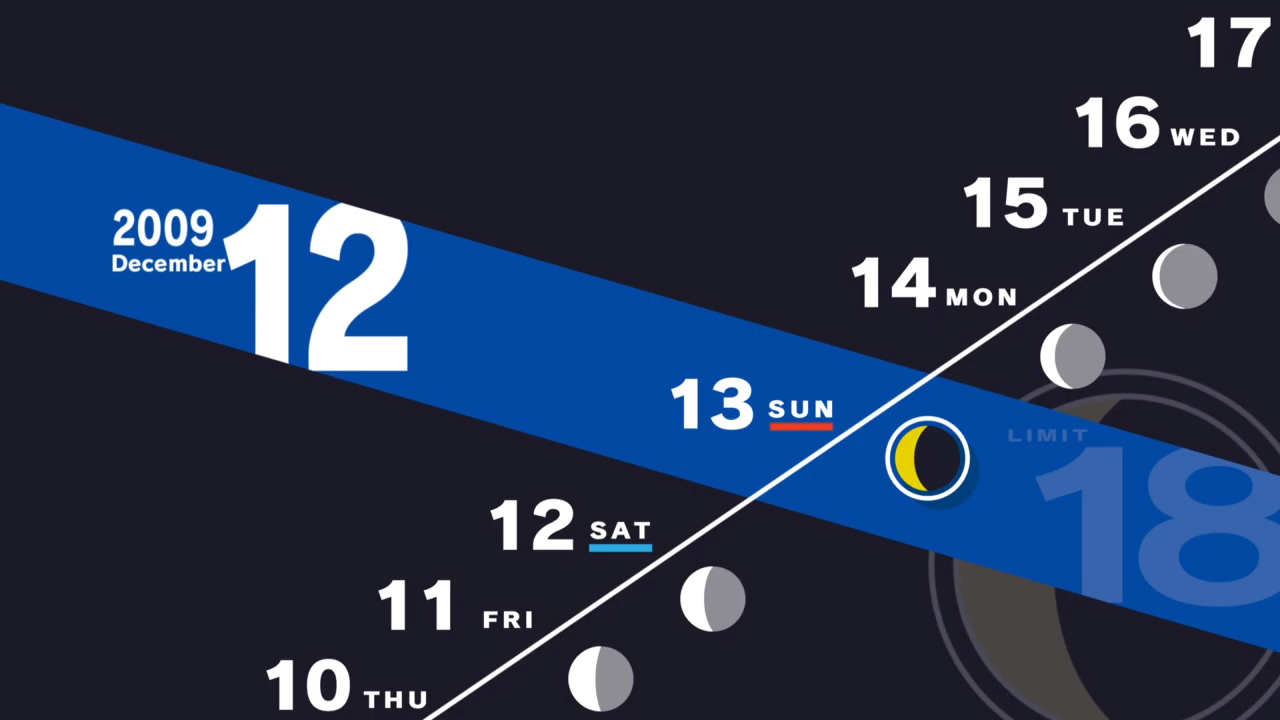 17
16 WED
15 TUE
2009
December
12
14 MON
13 SUN
LIMIT
18
12 SAT
11 FRI
10 THU